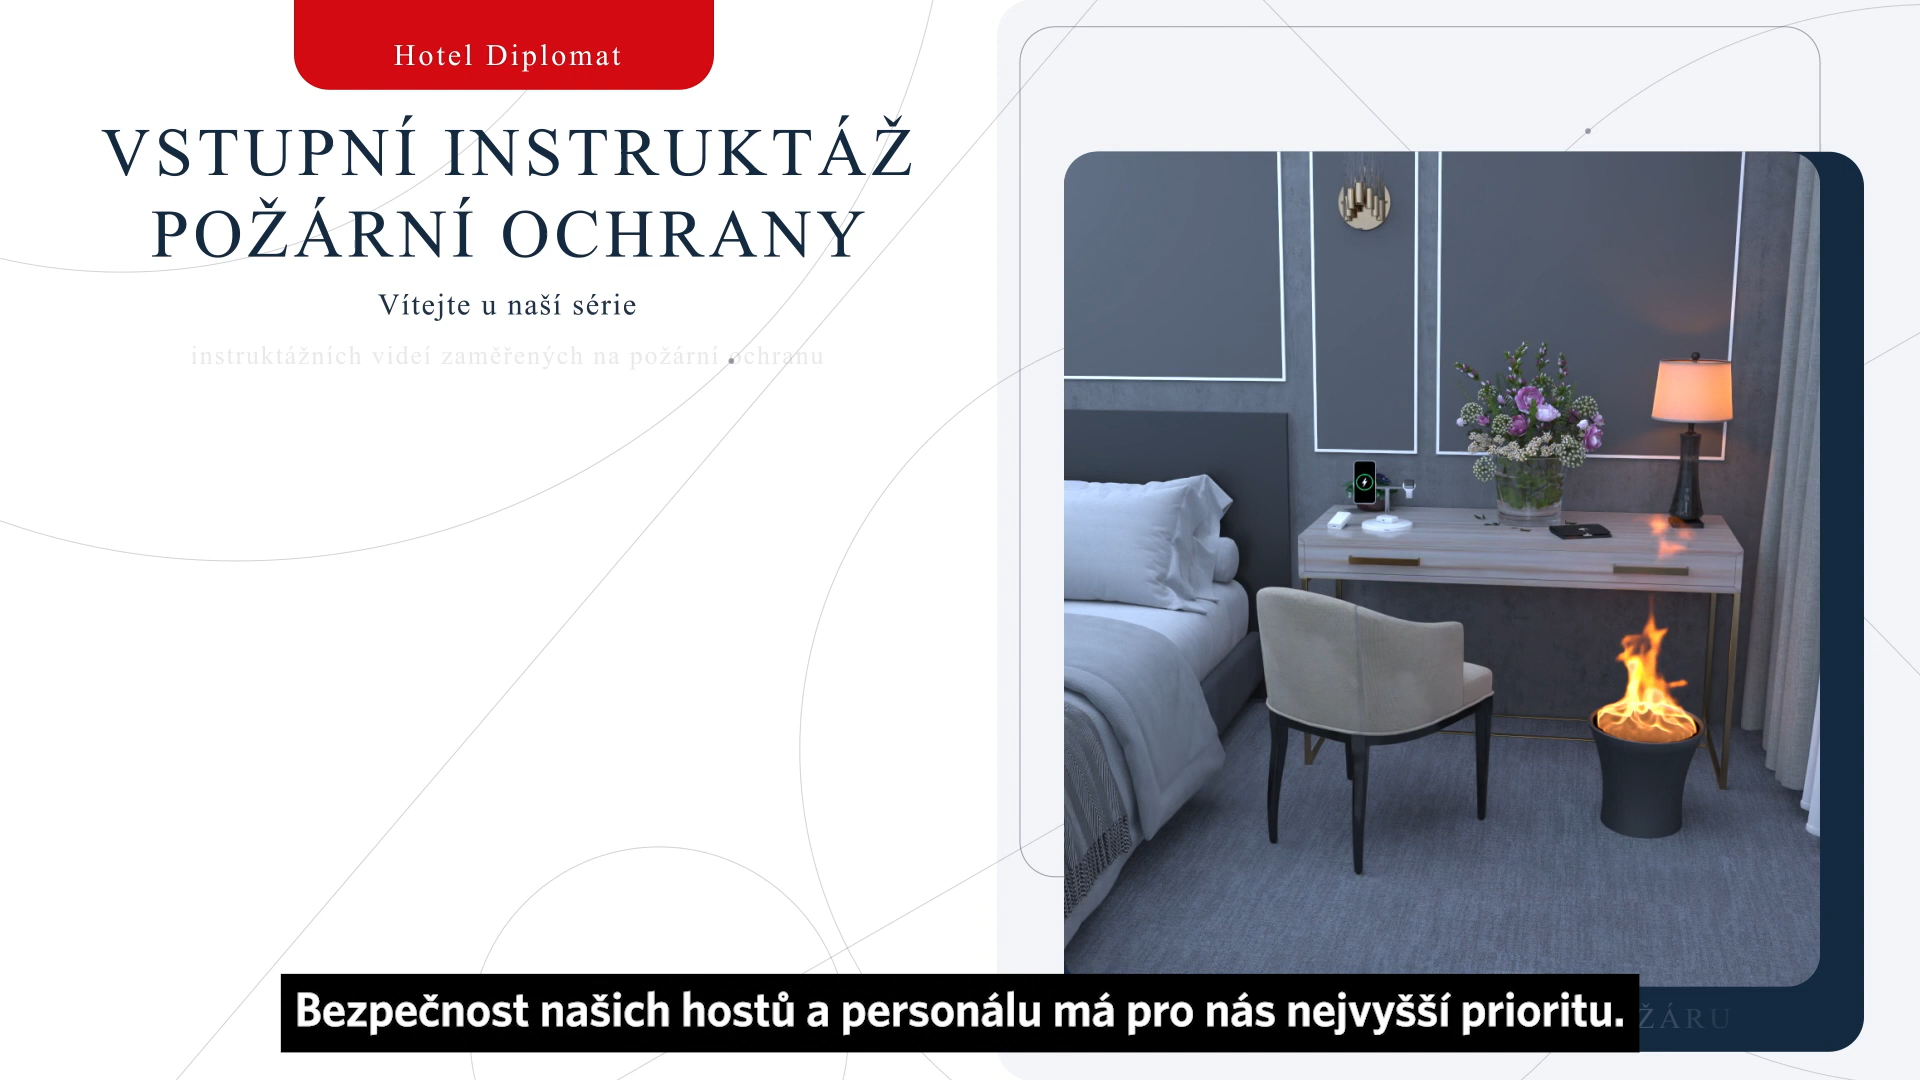 Hotel Diplomat
VSTUPNÍ INSTRUKTÁŽ
POŽÁRNÍ OCHRANY
Vítejte u naší série
instruktážních videí zaměřených na požární ochranu
Bezpečnost našich hostů a personálu má pro nás nejvyšší prioritu.